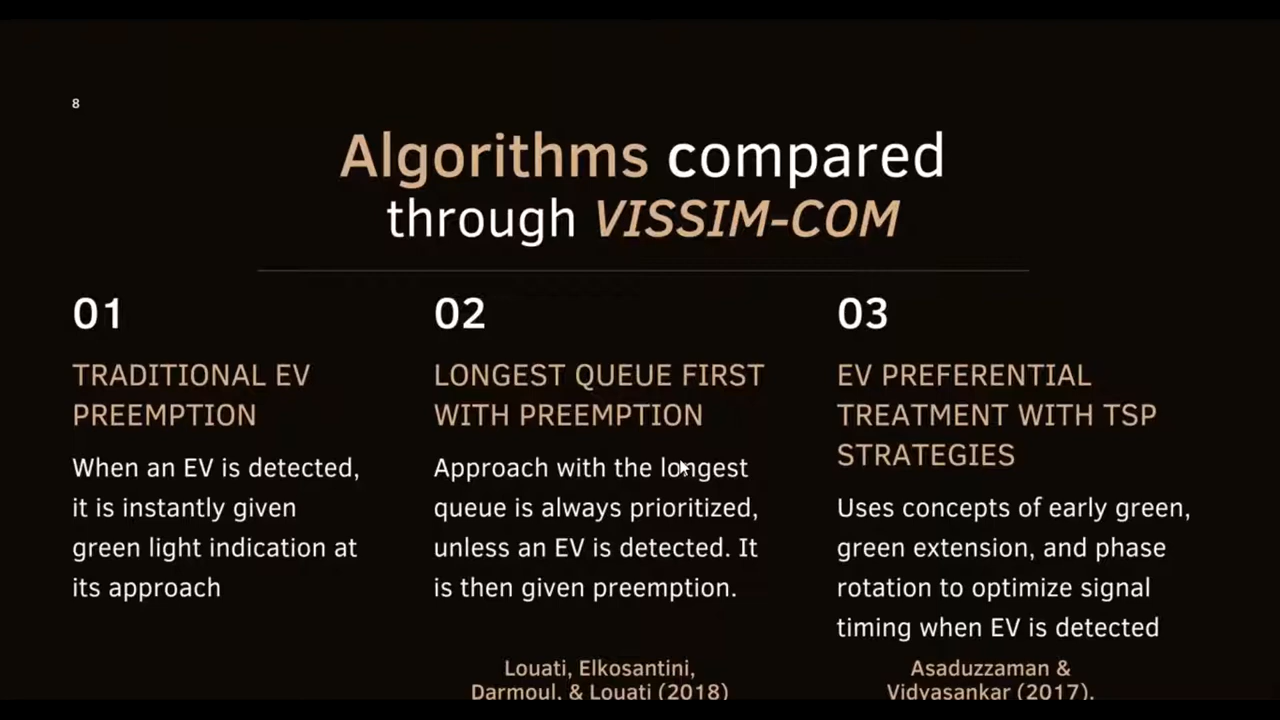 8
Algorithms compared
through VISSIM-COM
01
TRADITIONAL EV
PREEMPTION
When an EV is detected,
it is instantly given
green light indication at
its approach
02
LONGEST QUEUE FIRST
WITH PREEMPTION
Approach with the longest
queue is always prioritized,
unless an EV is detected. It
is then given preemption.
Louati, Elkosantini,
Darmoul, & Louati (2018)
03
EV PREFERENTIAL
TREATMENT WITH TSP
STRATEGIES
Uses concepts of early green,
green extension, and phase
rotation to optimize signal
timing when EV is detected
Asaduzzaman &
Vidyasankar (2017).